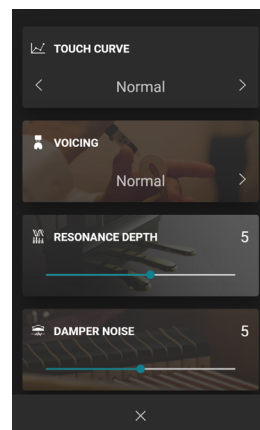 TOUCH CURVE
Normal
VOICING
Normal
RESONANCE DEPTH 5
DAMPER NOISE 5